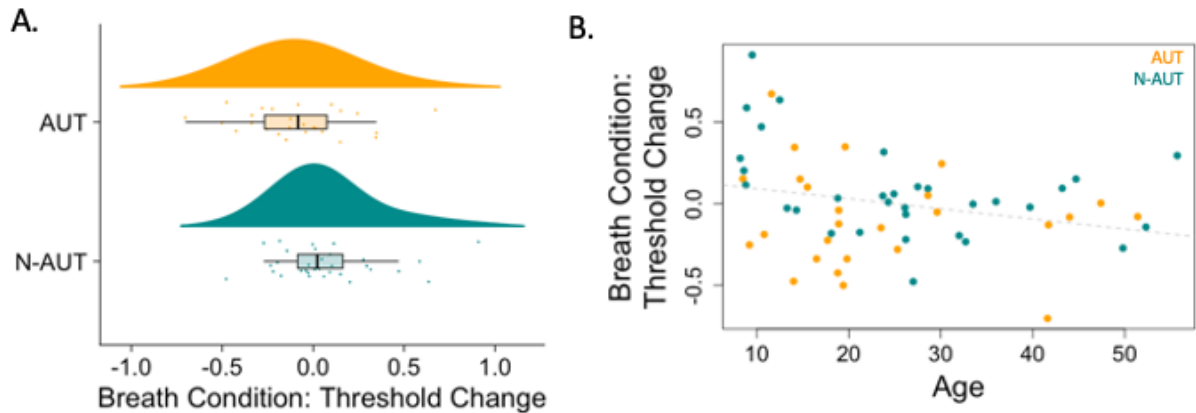 A.
AUT
N-AUT
-1.0 -0.5 0.0 0.5 1.0
Breath Condition: Threshold Change
B.
AUT
N-AUT
Breath Condition:
Threshold Change
0.5
0.0
-0.5
10 20 30 40 50
Age